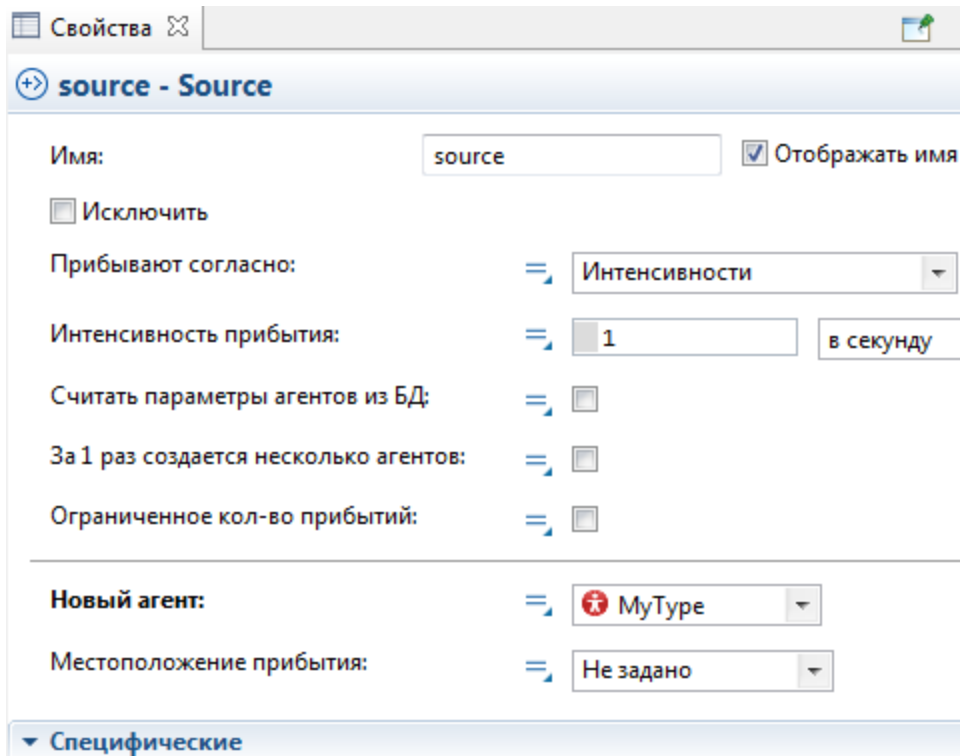 Свойства
source - Source
Имя: source Отображать имя
Исключить
Прибывают согласно: Интенсивности
Интенсивность прибытия: 1 в секунду
Считать параметры агентов из БД:
За 1 раз создается несколько агентов:
Ограниченное кол-во прибытий:
Новый агент: MyType
Местоположение прибытия: Не задано
Специфические